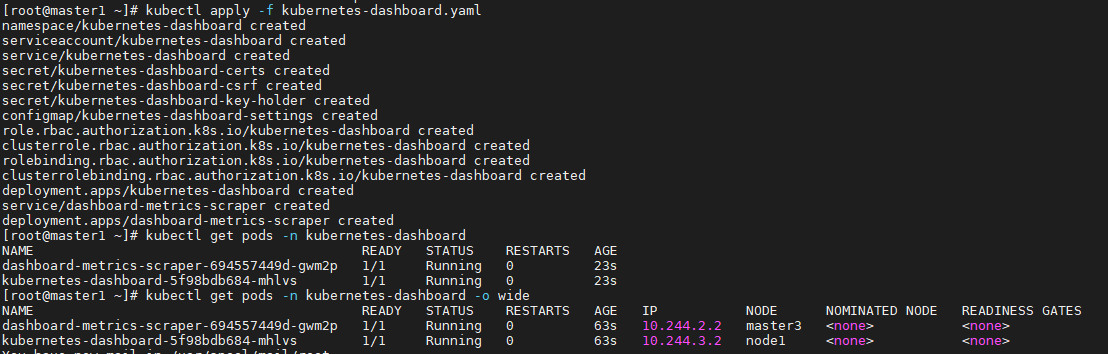 [root@master1 ~]# kubectl apply -f kubernetes-dashboard.yaml
namespace/kubernetes-dashboard created
serviceaccount/kubernetes-dashboard created
service/kubernetes-dashboard created
secret/kubernetes-dashboard-certs created
secret/kubernetes-dashboard-csrf created
secret/kubernetes-dashboard-key-holder created
configmap/kubernetes-dashboard-settings created
role.rbac.authorization.k8s.io/kubernetes-dashboard created
clusterrole.rbac.authorization.k8s.io/kubernetes-dashboard created
rolebinding.rbac.authorization.k8s.io/kubernetes-dashboard created
clusterrolebinding.rbac.authorization.k8s.io/kubernetes-dashboard created
deployment.apps/kubernetes-dashboard created
service/dashboard-metrics-scraper created
deployment.apps/dashboard-metrics-scraper created
[root@master1 ~]# kubectl get pods -n kubernetes-dashboard
NAME READY STATUS RESTARTS AGE
dashboard-metrics-scraper-694557449d-gwm2p 1/1 Running 0 23s
kubernetes-dashboard-5f98bdb684-mhlvs 1/1 Running 0 23s
[root@master1 ~]# kubectl get pods -n kubernetes-dashboard -o wide
NAME READY STATUS RESTARTS AGE IP NODE NOMINATED NODE READINESS GATES
dashboard-metrics-scraper-694557449d-gwm2p 1/1 Running 0 63s 10.244.2.2 master3 <none> <none>
kubernetes-dashboard-5f98bdb684-mhlvs 1/1 Running 0 63s 10.244.3.2 node1 <none> <none>